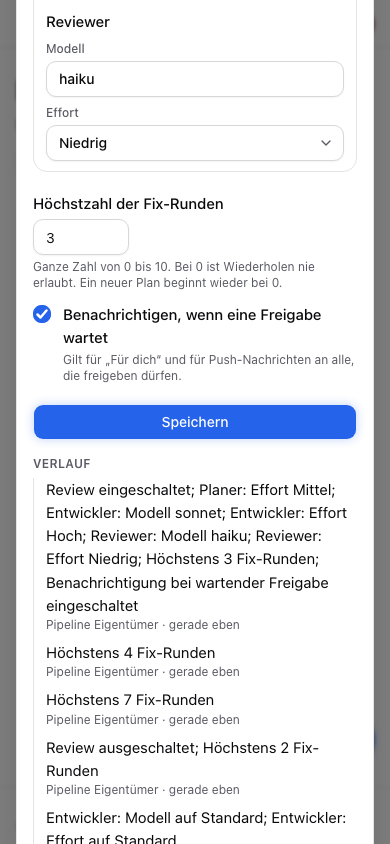 Reviewer
Modell
haiku
Effort
Niedrig
Höchstzahl der Fix-Runden
3
Ganze Zahl von 0 bis 10. Bei 0 ist Wiederholen nie
erlaubt. Ein neuer Plan beginnt wieder bei 0.
Benachrichtigen, wenn eine Freigabe
wartet
Gilt für „Für dich“ und für Push-Nachrichten an alle,
die freigeben dürfen.
Speichern
VERLAUF
Review eingeschaltet; Planer: Effort Mittel;
Entwickler: Modell sonnet; Entwickler: Effort
Hoch; Reviewer: Modell haiku; Reviewer:
Effort Niedrig; Höchstens 3 Fix-Runden;
Benachrichtigung bei wartender Freigabe
eingeschaltet
Pipeline Eigentümer · gerade eben
Höchstens 4 Fix-Runden
Pipeline Eigentümer · gerade eben
Höchstens 7 Fix-Runden
Pipeline Eigentümer · gerade eben
Review ausgeschaltet; Höchstens 2 Fix-
Runden
Pipeline Eigentümer · gerade eben
Entwickler: Modell auf Standard; Entwickler:
Effort auf Standard